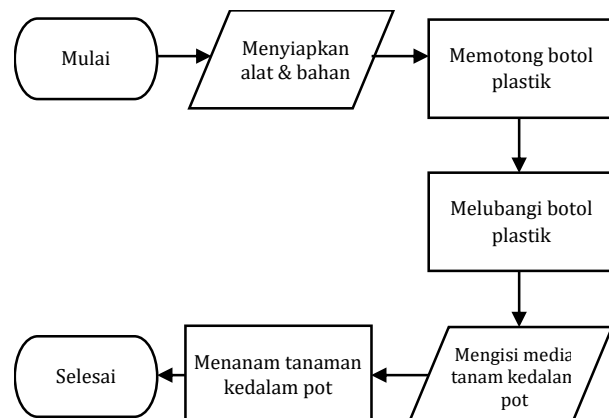 Mulai
Menyiapkan
alat & bahan
Memotong botol
plastik
Melubangi botol
plastik
Mengisi media
tanam kedalam
pot
Menanam tanaman
kedalam pot
Selesai